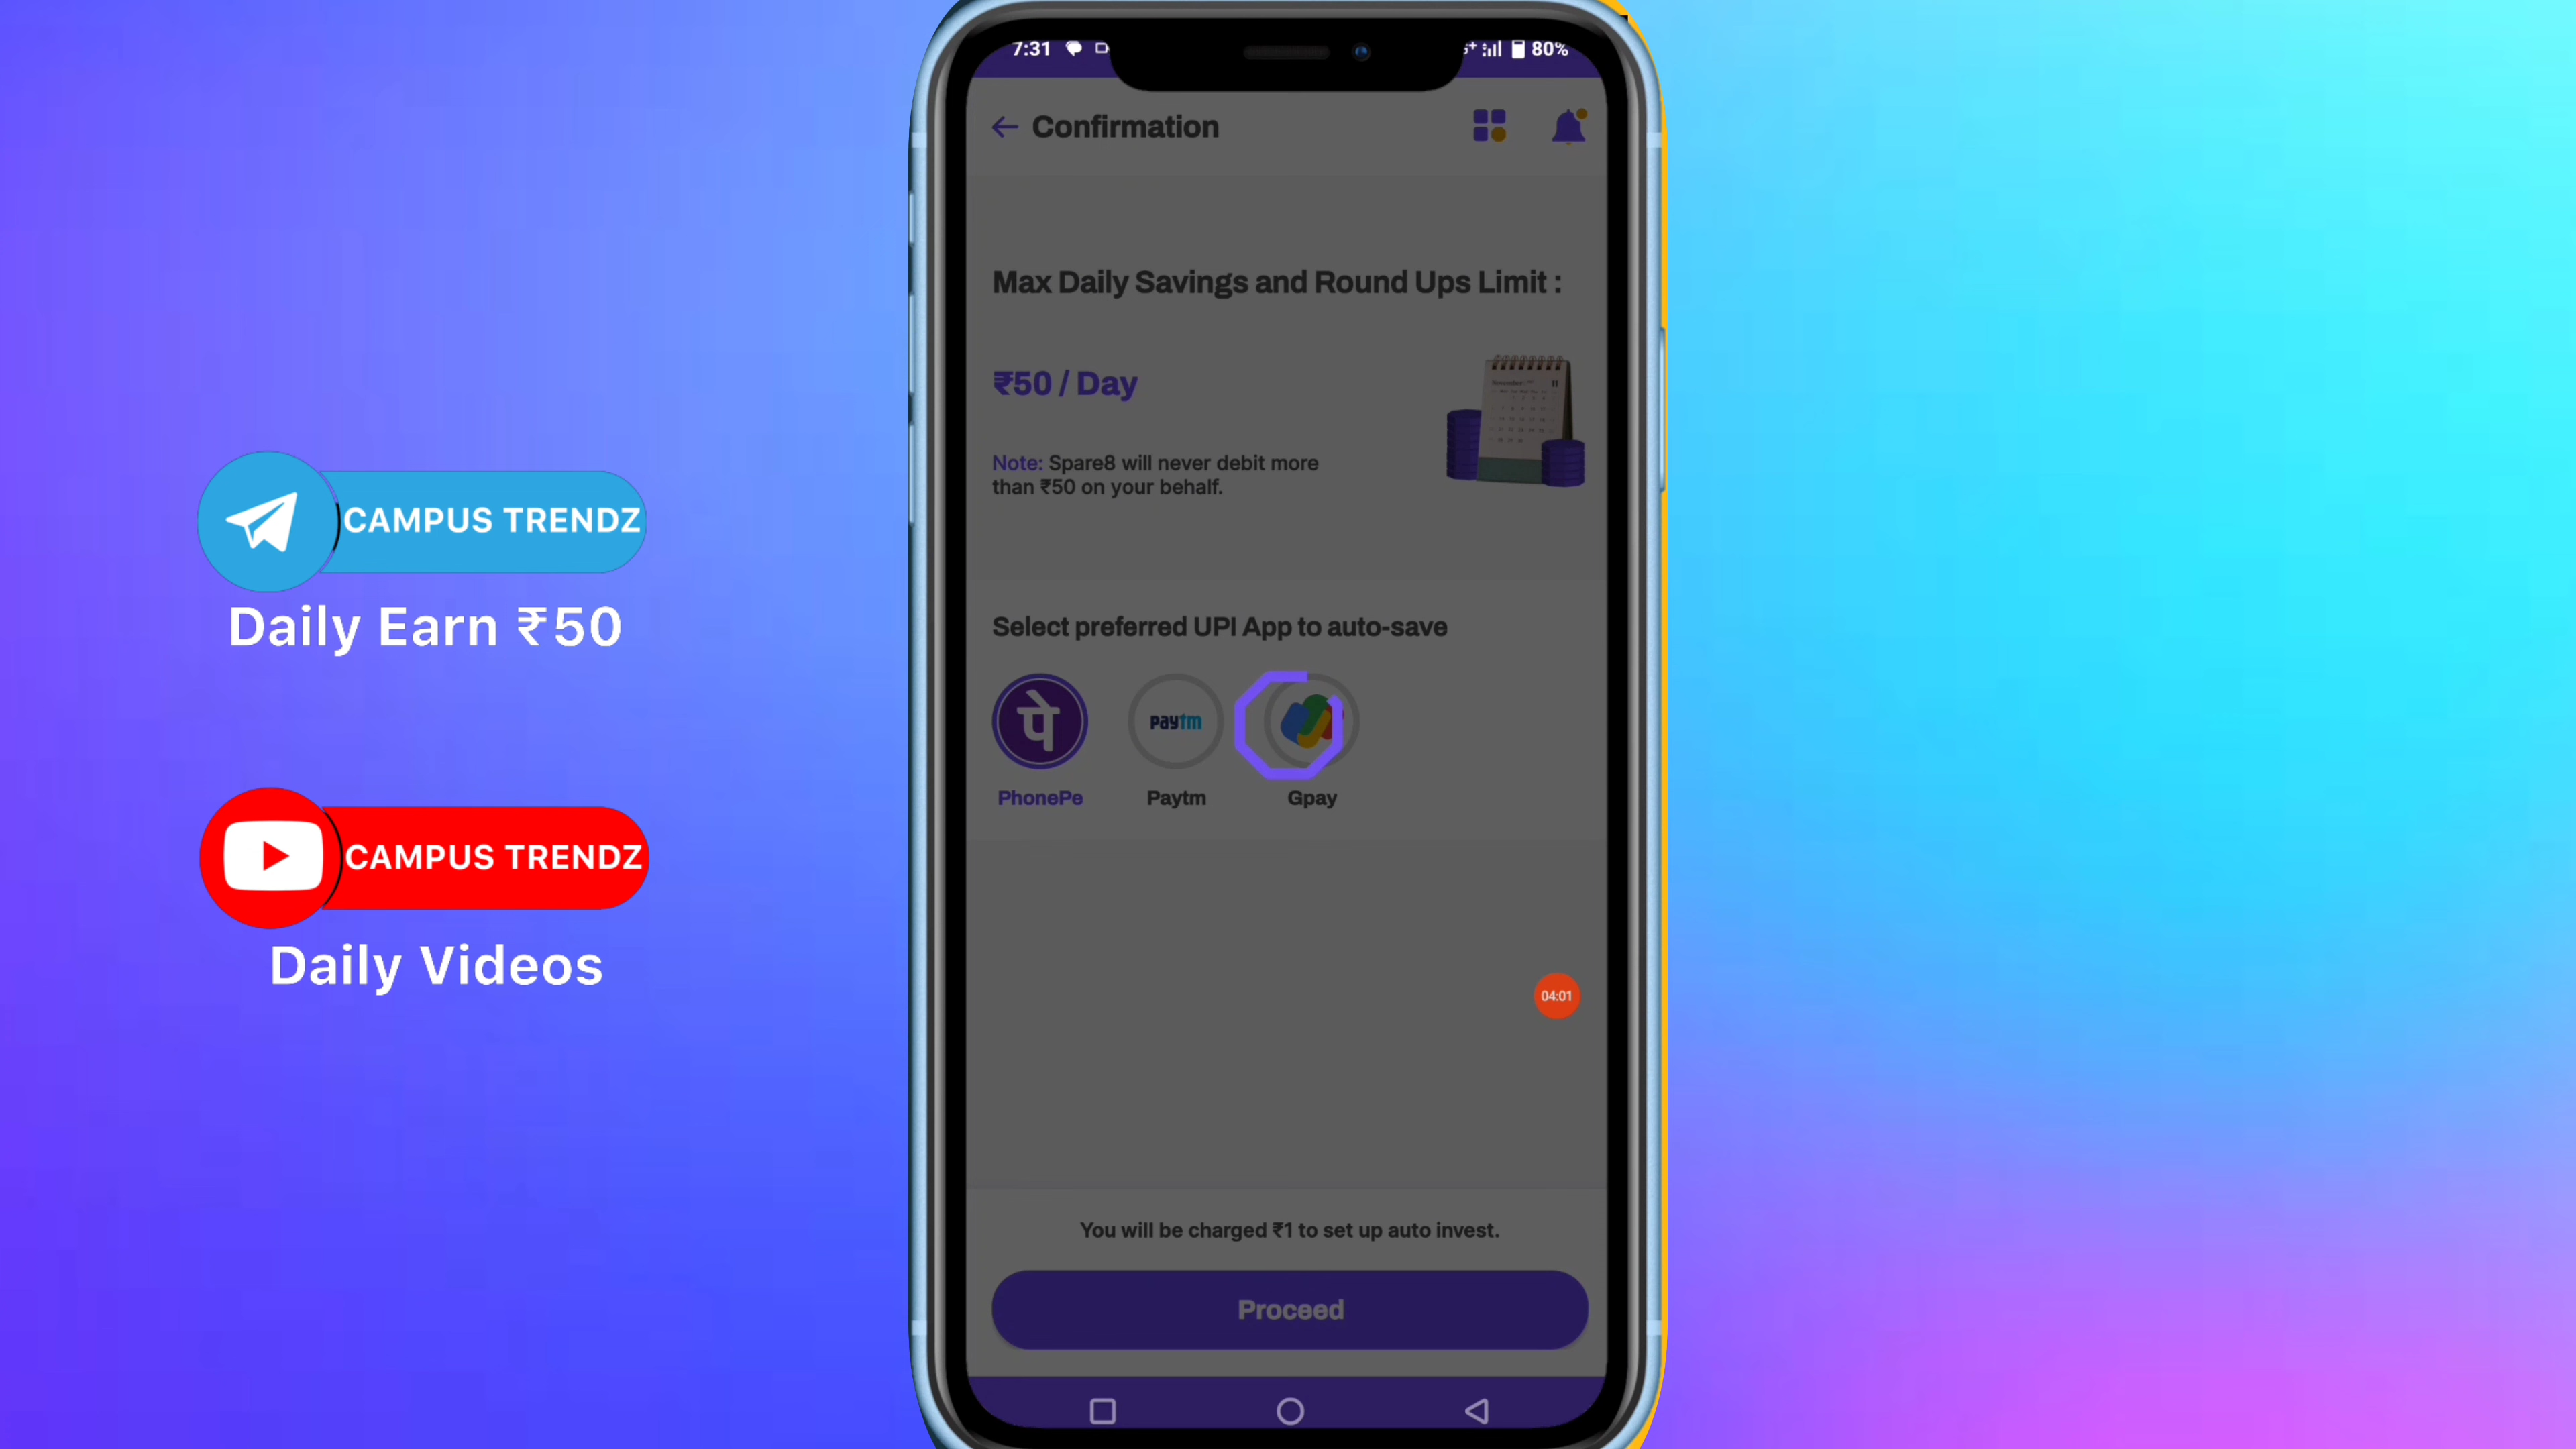 7:31
80%
Confirmation
Max Daily Savings and Round Ups Limit :
₹50 / Day
Note: Spare8 will never debit more
than ₹50 on your behalf.
Select preferred UPI App to auto-save
पे
paytm
PhonePe
Paytm
Gpay
04:01
You will be charged ₹1 to set up auto invest.
Proceed
CAMPUS TRENDZ
Daily Earn ₹50
CAMPUS TRENDZ
Daily Videos